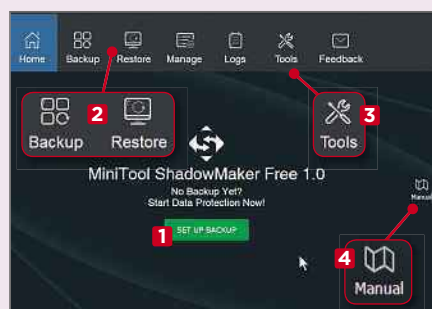 Home Backup Restore Manage Logs Tools Feedback
2
3
Backup Restore
Tools
MiniTool ShadowMaker Free 1.0
No Backup Yet?
Start Data Protection Now!
Manual
1 SET UP BACKUP
4
Manual